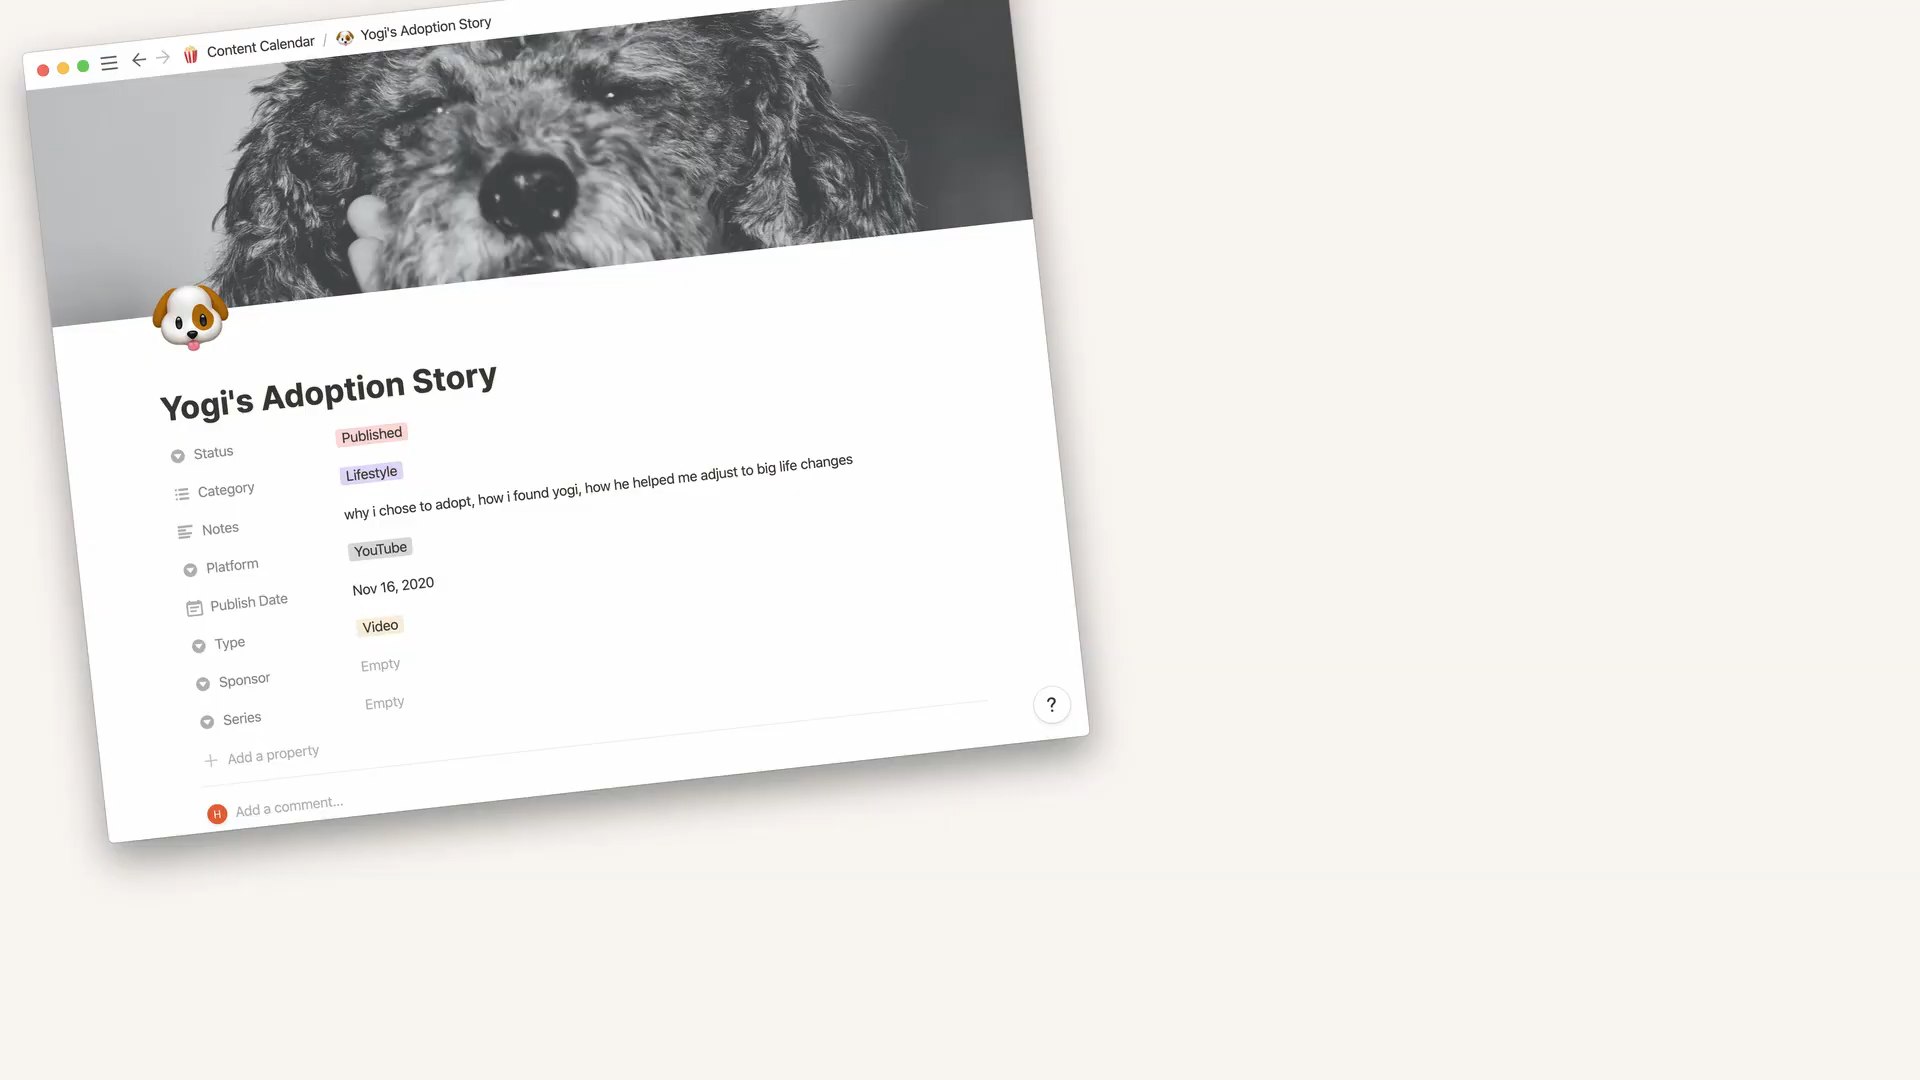 Content Calendar / Yogi's Adoption Story
Yogi's Adoption Story
Status Published
Category Lifestyle
Notes why i chose to adopt, how i found yogi, how he helped me adjust to big life changes
Platform YouTube
Publish Date Nov 16, 2020
Type Video
Sponsor Empty
Series Empty
Add a property
?
H Add a comment...